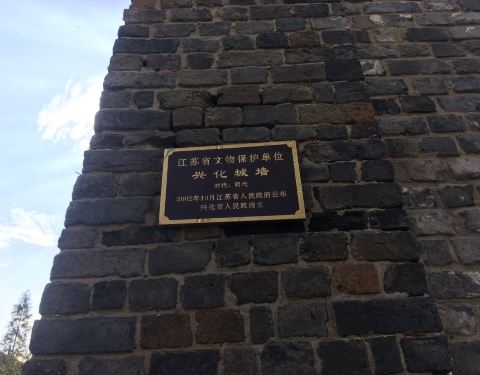 江苏省文物保护单位
兴化城墙
时代：明代
2002年10月江苏省人民政府公布
兴化市人民政府立